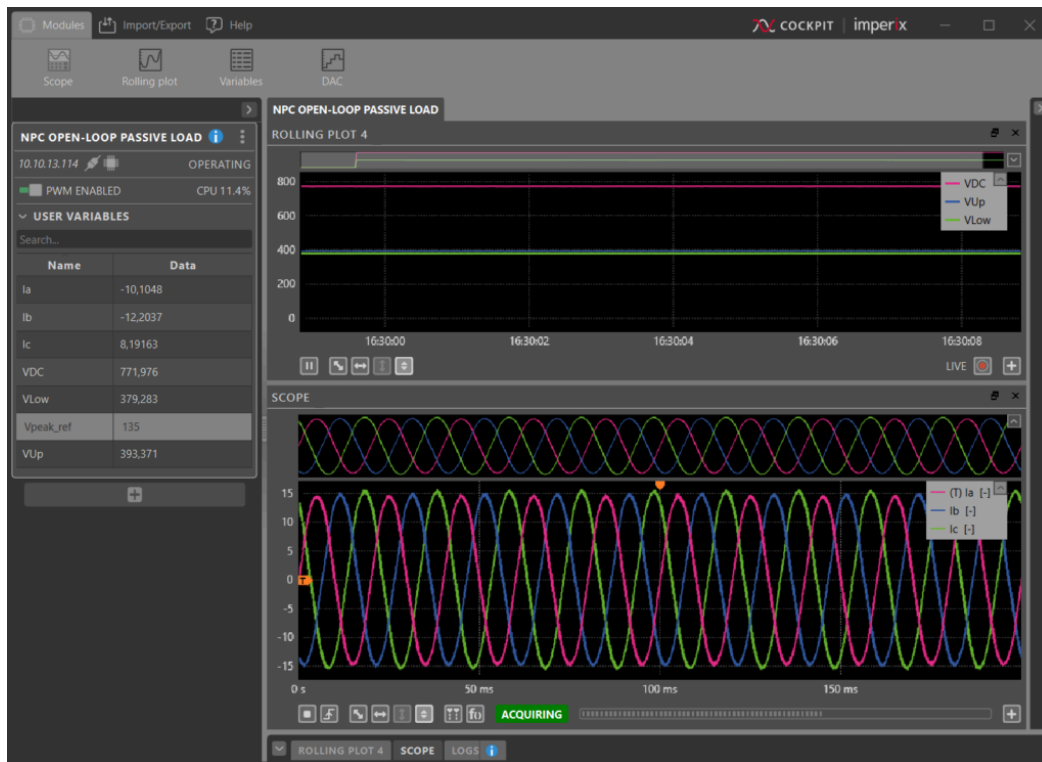 Modules Import/Export Help COCKPIT imperix
Scope Rolling plot Variables DAC
NPC OPEN-LOOP PASSIVE LOAD
10.10.13.114 OPERATING
PWM ENABLED CPU 11.4%
USER VARIABLES
Search...
Name Data
Ia -10,1048
Ib -12,2037
Ic 8,19163
VDC 771,976
VLow 379,283
Vpeak_ref 135
VUp 393,371
NPC OPEN-LOOP PASSIVE LOAD
ROLLING PLOT 4
800
600
400
200
0
VDC
VUp
VLow
16:30:00 16:30:02 16:30:04 16:30:06 16:30:08
LIVE
SCOPE
15
10
5
0
-5
-10
-15
T
(T) Ia [-]
Ib [-]
Ic [-]
0 s 50 ms 100 ms 150 ms
f() ACQUIRING
ROLLING PLOT 4 SCOPE LOGS